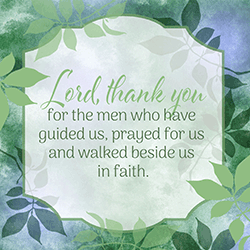 Lord, thank you
for the men who have
guided us, prayed for us
and walked beside us
in faith.